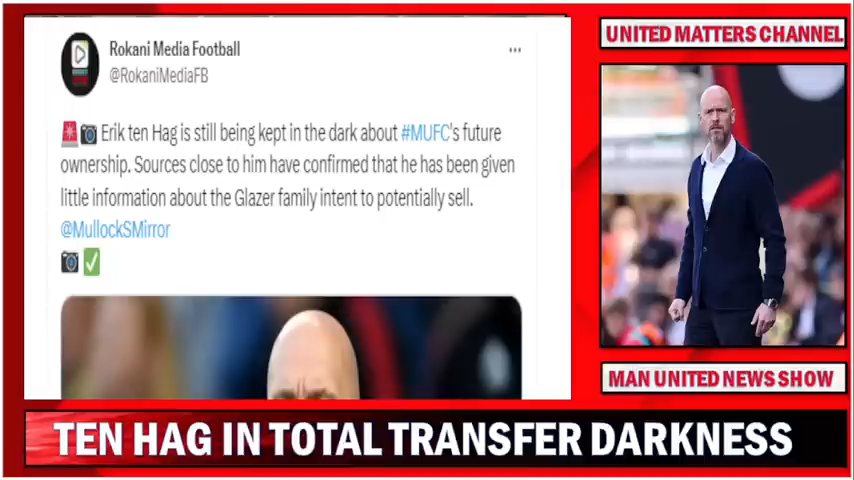 Rokani Media Football
@RokaniMediaFB
Erik ten Hag is still being kept in the dark about #MUFC's future
ownership. Sources close to him have confirmed that he has been given
little information about the Glazer family intent to potentially sell.
@MullockSMirror
UNITED MATTERS CHANNEL
MAN UNITED NEWS SHOW
TEN HAG IN TOTAL TRANSFER DARKNESS